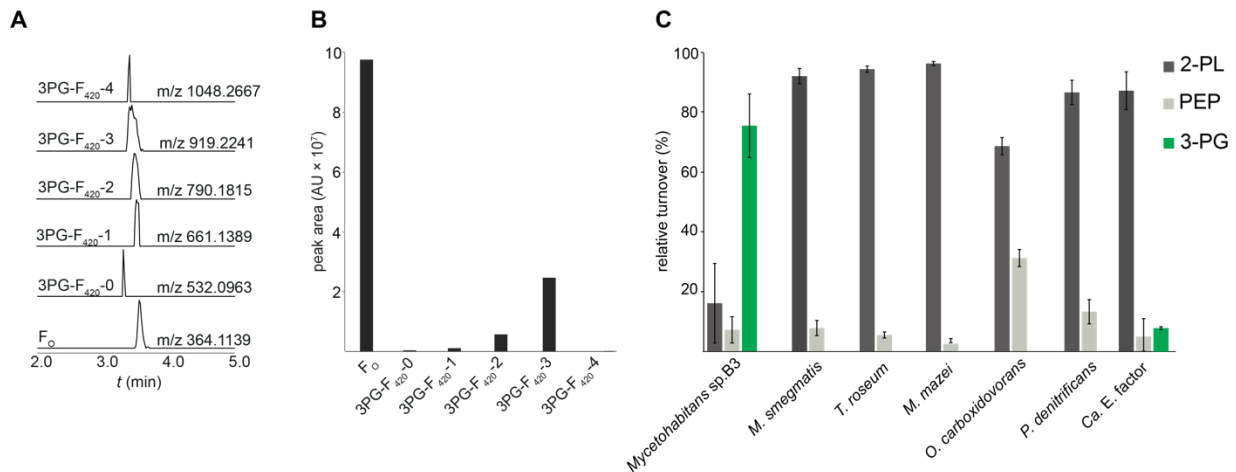 A
3PG-F420-4 m/z 1048.2667
3PG-F420-3 m/z 919.2241
3PG-F420-2 m/z 790.1815
3PG-F420-1 m/z 661.1389
3PG-F420-0 m/z 532.0963
FO m/z 364.1139
2.0 3.0 4.0 5.0
t (min)
B
peak area (AU × 10⁷)
10
8
6
4
2
FO
3PG-F420-0
3PG-F420-1
3PG-F420-2
3PG-F420-3
3PG-F420-4
C
relative turnover (%)
100
80
60
40
20
Mycetohabitans sp.B3
M. smegmatis
T. roseum
M. mazei
O. carboxidovorans
P. denitrificans
Ca. E. factor
2-PL
PEP
3-PG